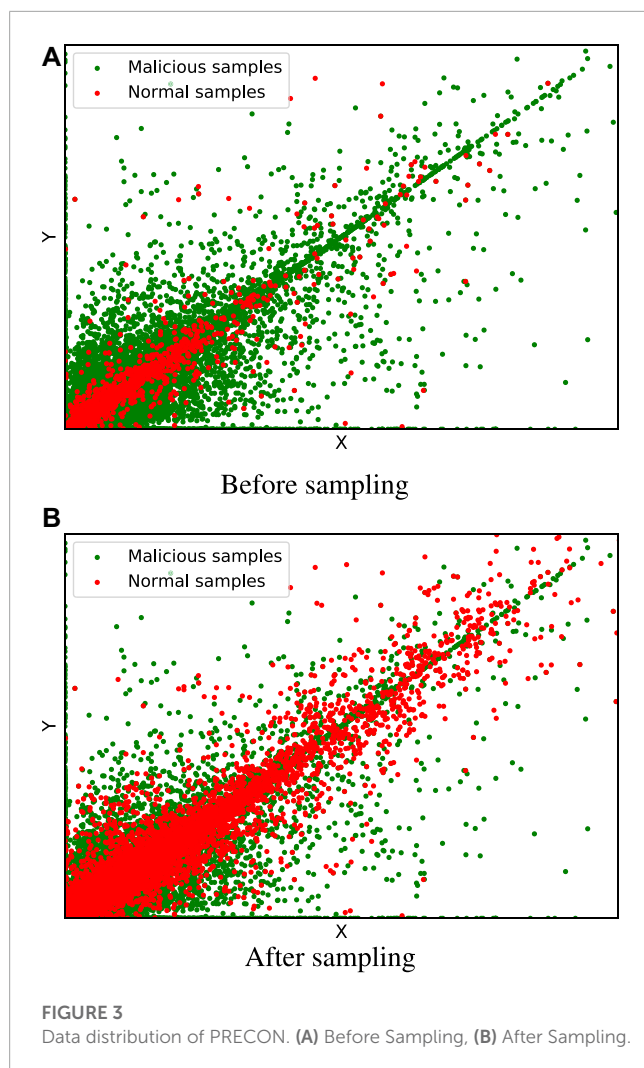 A
Malicious samples
Normal samples
Y
X
Before sampling
B
Malicious samples
Normal samples
Y
X
After sampling
FIGURE 3
Data distribution of PRECON. (A) Before Sampling, (B) After Sampling.